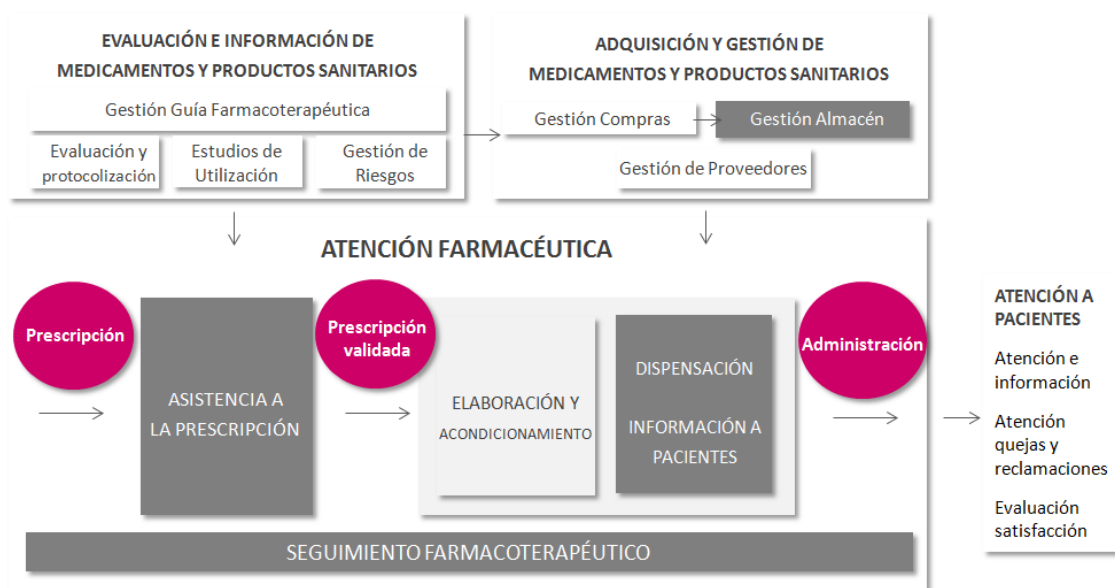 EVALUACIÓN E INFORMACIÓN DE
MEDICAMENTOS Y PRODUCTOS SANITARIOS
Gestión Guía Farmacoterapéutica
Evaluación y
protocolización
Estudios de
Utilización
Gestión de
Riesgos
ADQUISICIÓN Y GESTIÓN DE
MEDICAMENTOS Y PRODUCTOS SANITARIOS
Gestión Compras
Gestión Almacén
Gestión de Proveedores
ATENCIÓN FARMACÉUTICA
Prescripción
ASISTENCIA A
LA PRESCRIPCIÓN
Prescripción
validada
ELABORACIÓN Y
ACONDICIONAMIENTO
DISPENSACIÓN
INFORMACIÓN A
PACIENTES
Administración
SEGUIMIENTO FARMACOTERAPÉUTICO
ATENCIÓN A
PACIENTES
Atención e
información
Atención
quejas y
reclamaciones
Evaluación
satisfacción